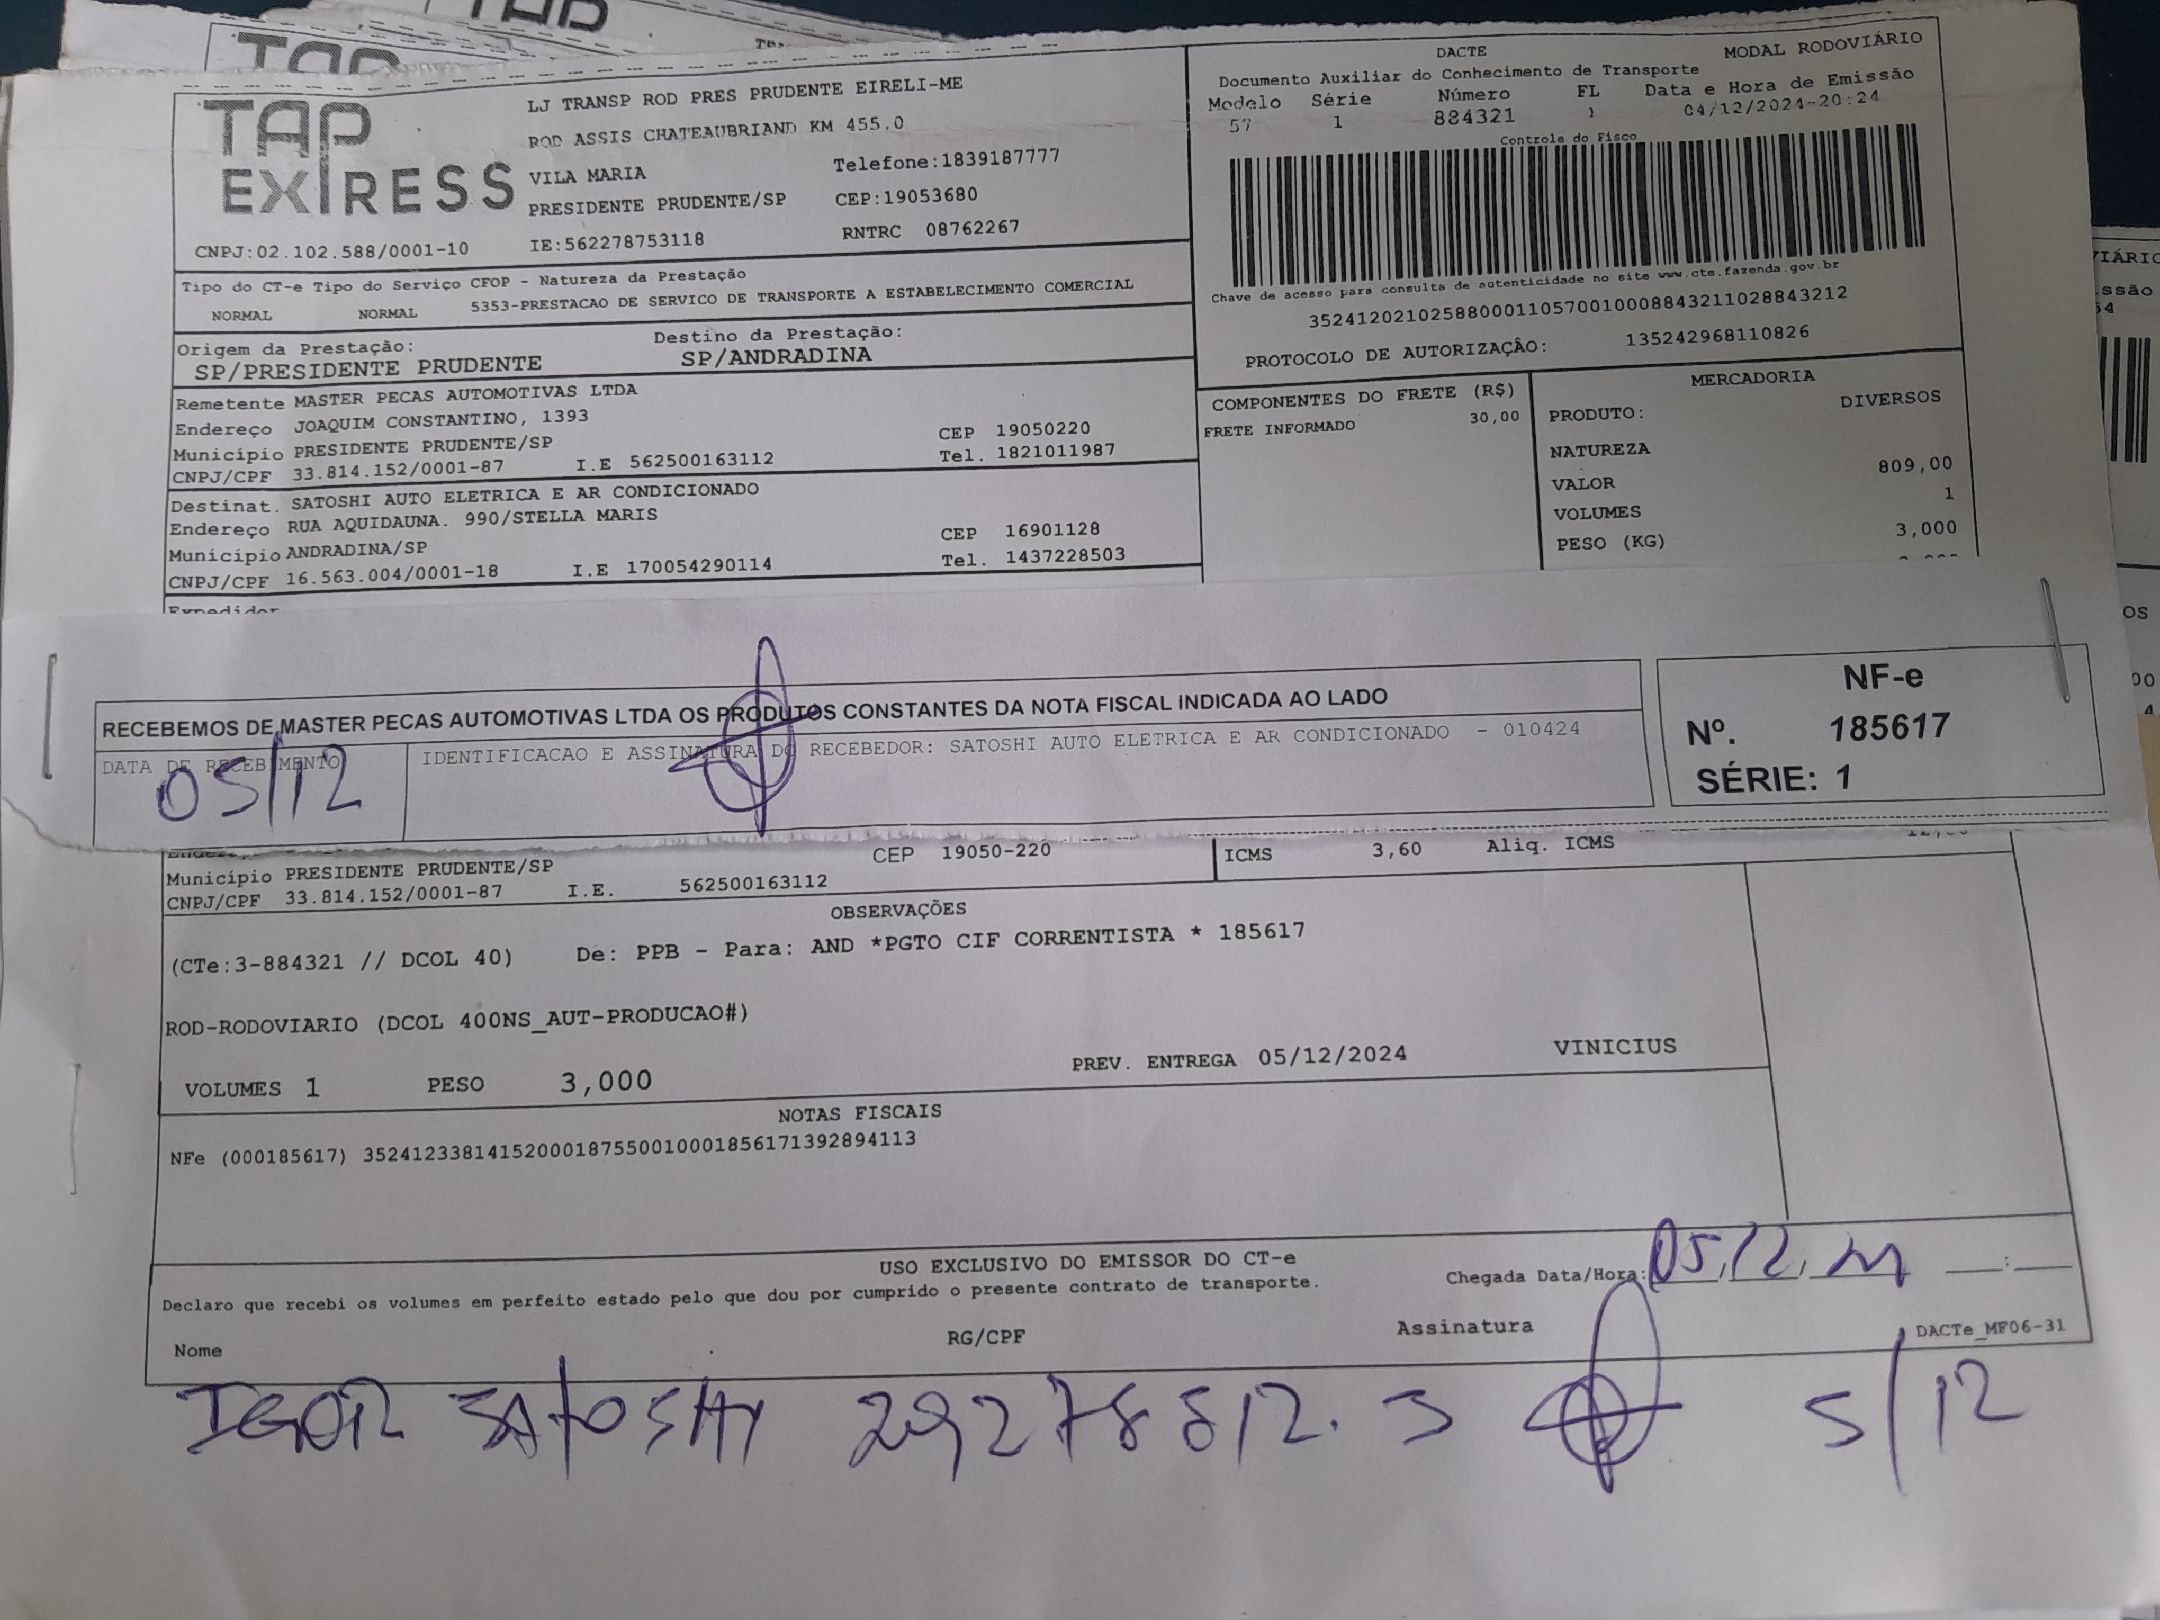 TAP
TAP
TAP
EXPRESS
LJ TRANSP ROD PRES PRUDENTE EIRELI-ME
ROD ASSIS CHATEAUBRIAND KM 455,0
VILA MARIA Telefone:1839187777
PRESIDENTE PRUDENTE/SP CEP:19053680
CNPJ:02.102.588/0001-10 IE:562278753118 RNTRC 08762267
DACTE MODAL RODOVIÁRIO
Documento Auxiliar do Conhecimento de Transporte
Modelo Série Número FL Data e Hora de Emissão
57 1 884321 1 04/12/2024-20:24
Controle do Fisco
Chave de acesso para consulta de autenticidade no site www.cte.fazenda.gov.br
35241202102588000110570010008843211028843212
PROTOCOLO DE AUTORIZAÇÃO: 135242968110826
Tipo do CT-e Tipo do Serviço CFOP - Natureza da Prestação
NORMAL NORMAL 5353-PRESTACAO DE SERVICO DE TRANSPORTE A ESTABELECIMENTO COMERCIAL
Origem da Prestação: Destino da Prestação:
SP/PRESIDENTE PRUDENTE SP/ANDRADINA
Remetente MASTER PECAS AUTOMOTIVAS LTDA
Endereço JOAQUIM CONSTANTINO, 1393
Município PRESIDENTE PRUDENTE/SP CEP 19050220
CNPJ/CPF 33.814.152/0001-87 I.E 562500163112 Tel. 1821011987
Destinat. SATOSHI AUTO ELETRICA E AR CONDICIONADO
Endereço RUA AQUIDAUNA. 990/STELLA MARIS
Município ANDRADINA/SP CEP 16901128
CNPJ/CPF 16.563.004/0001-18 I.E 170054290114 Tel. 1437228503
Expedidor
COMPONENTES DO FRETE (R$)
FRETE INFORMADO 30,00
MERCADORIA
PRODUTO: DIVERSOS
NATUREZA
VALOR 809,00
VOLUMES 1
PESO (KG) 3,000
RECEBEMOS DE MASTER PECAS AUTOMOTIVAS LTDA OS PRODUTOS CONSTANTES DA NOTA FISCAL INDICADA AO LADO
DATA DE RECEBIMENTO IDENTIFICACAO E ASSINATURA DO RECEBEDOR: SATOSHI AUTO ELETRICA E AR CONDICIONADO - 010424
05/12
NF-e
Nº. 185617
SÉRIE: 1
Município PRESIDENTE PRUDENTE/SP CEP 19050-220
CNPJ/CPF 33.814.152/0001-87 I.E. 562500163112
ICMS 3,60 Aliq. ICMS
OBSERVAÇÕES
(CTe:3-884321 // DCOL 40) De: PPB - Para: AND *PGTO CIF CORRENTISTA * 185617
ROD-RODOVIARIO (DCOL 400NS_AUT-PRODUCAO#)
VOLUMES 1 PESO 3,000 PREV. ENTREGA 05/12/2024 VINICIUS
NOTAS FISCAIS
NFe (000185617) 35241233814152000187550010001856171392894113
USO EXCLUSIVO DO EMISSOR DO CT-e
Declaro que recebi os volumes em perfeito estado pelo que dou por cumprido o presente contrato de transporte.
Chegada Data/Hora: 05/12/ __:__
Nome RG/CPF Assinatura DACTe_MF06-31
IGOR SATOSHY 29278812.3 5/12